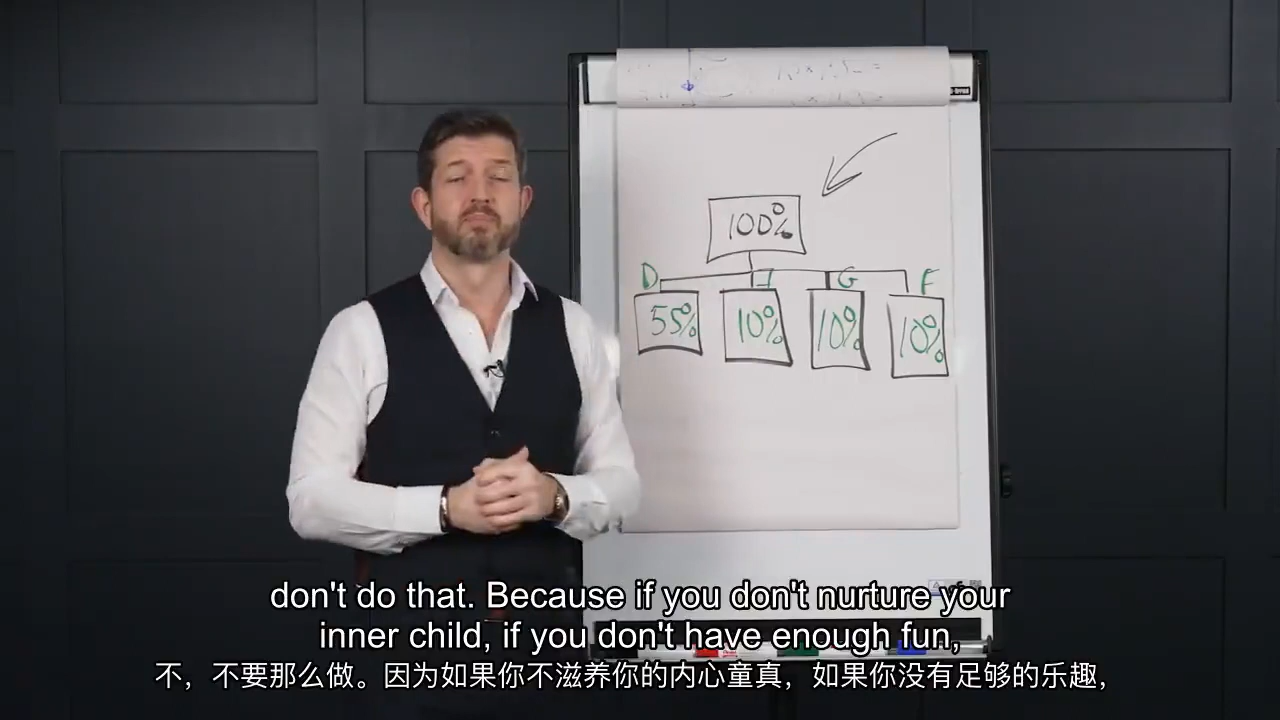 100%
D I G F
55% 10% 10% 10%
don't do that. Because if you don't nurture your
inner child, if you don't have enough fun,
不，不要那么做。因为如果你不滋养你的内心童真，如果你没有足够的乐趣，